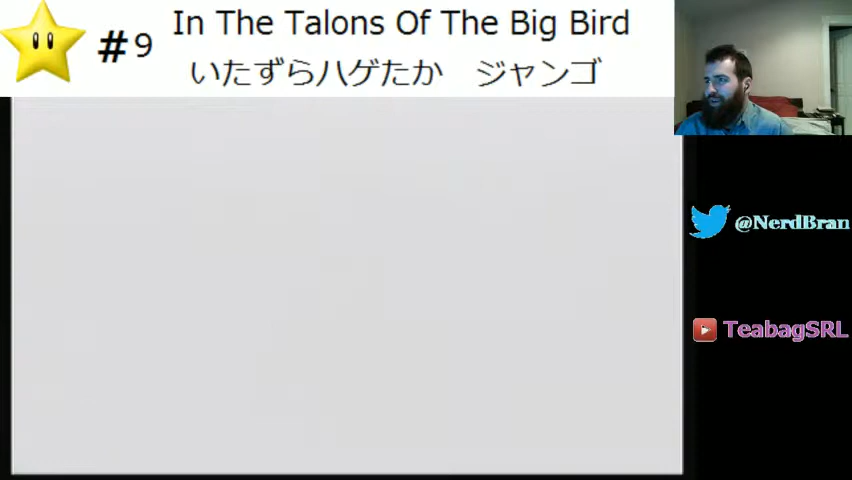 #9
In The Talons Of The Big Bird
いたずらハゲたか ジャンゴ
@NerdBran
TeabagSRL